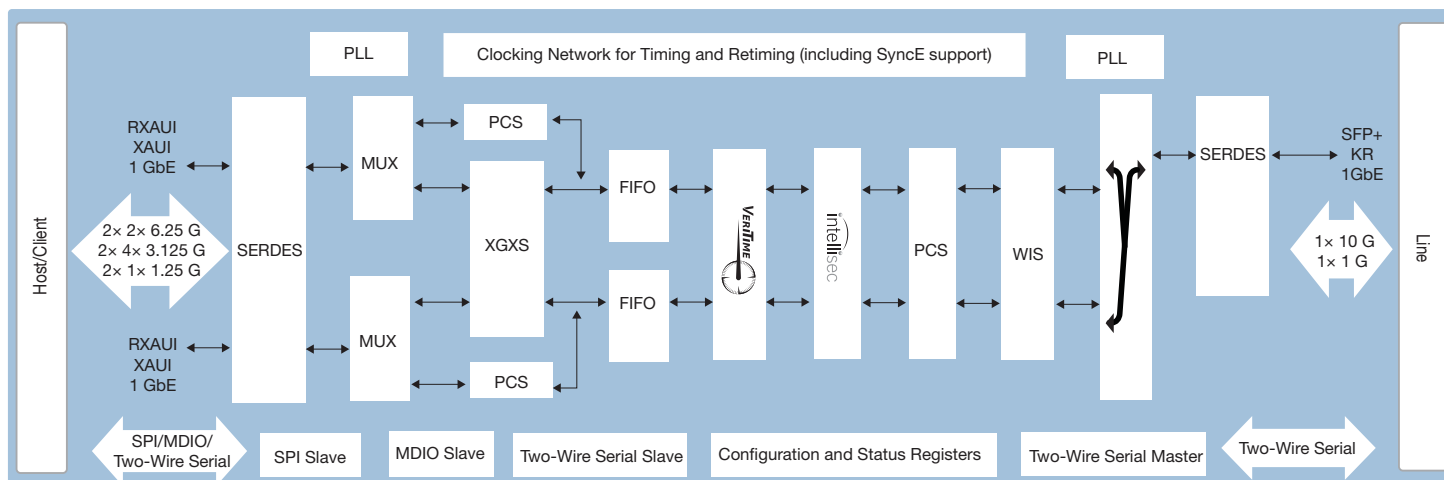 PLL
Clocking Network for Timing and Retiming (including SyncE support)
PLL
Host/Client
RXAUI
XAUI
1 GbE
2× 2× 6.25 G
2× 4× 3.125 G
2× 1× 1.25 G
RXAUI
XAUI
1 GbE
SERDES
MUX
MUX
PCS
XGXS
PCS
FIFO
FIFO
VERITIME
intellisec
PCS
WIS
SERDES
SFP+
KR
1GbE
1× 10 G
1× 1 G
Line
SPI/MDIO/
Two-Wire Serial
SPI Slave
MDIO Slave
Two-Wire Serial Slave
Configuration and Status Registers
Two-Wire Serial Master
Two-Wire Serial